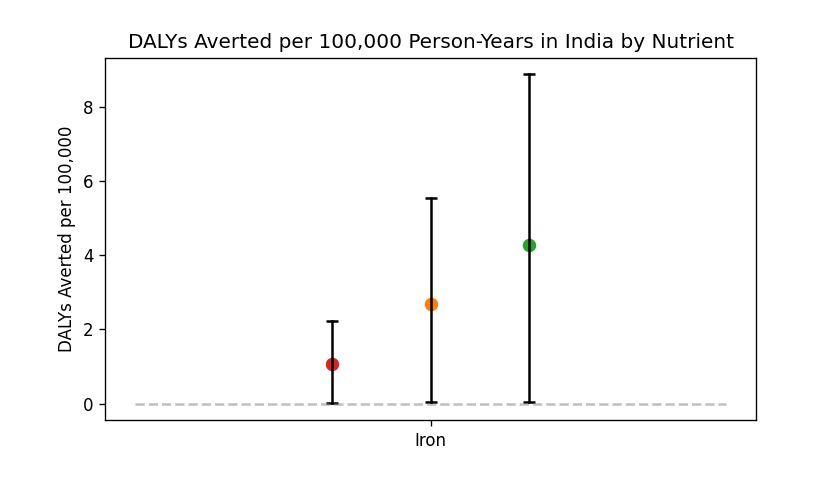 DALYs Averted per 100,000 Person-Years in India by Nutrient
DALYs Averted per 100,000
8
6
4
2
0
Iron